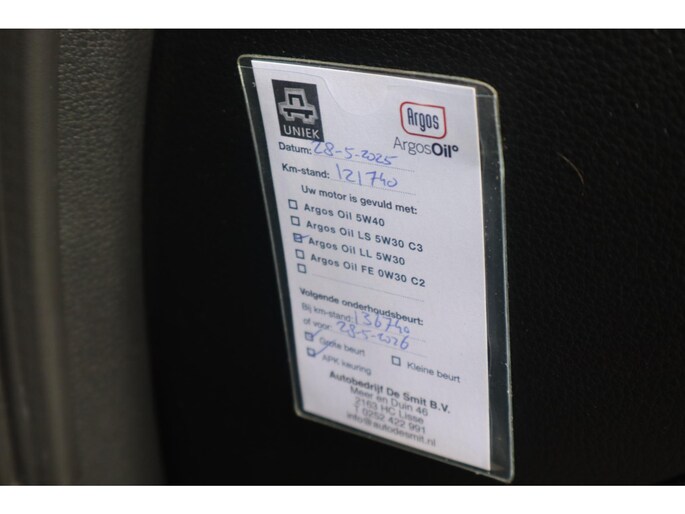 UNIEK
Argos
ArgosOil
Datum: 28-5-2025
Km-stand: 121740
Uw motor is gevuld met:
Argos Oil 5W40
Argos Oil LS 5W30 C3
Argos Oil LL 5W30
Argos Oil FE 0W30 C2
Volgende onderhoudsbeurt:
Bij km-stand: 136740
of voor: 28-5-2026
Grote beurt
Kleine beurt
APK keuring
Autobedrijf De Smit B.V.
Meer en Duin 46
2163 HC Lisse
T 0252 422 991
info@autodesmit.nl